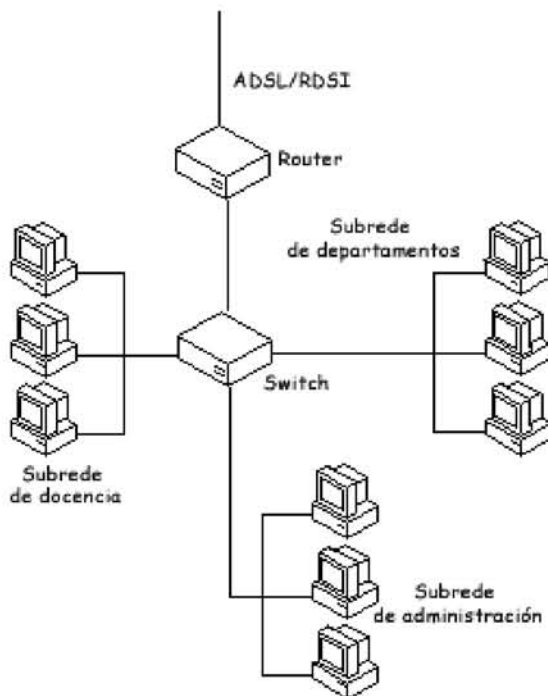 ADSL/RDSI
Router
Subrede
de departamentos
Switch
Subrede
de docencia
Subrede
de administración